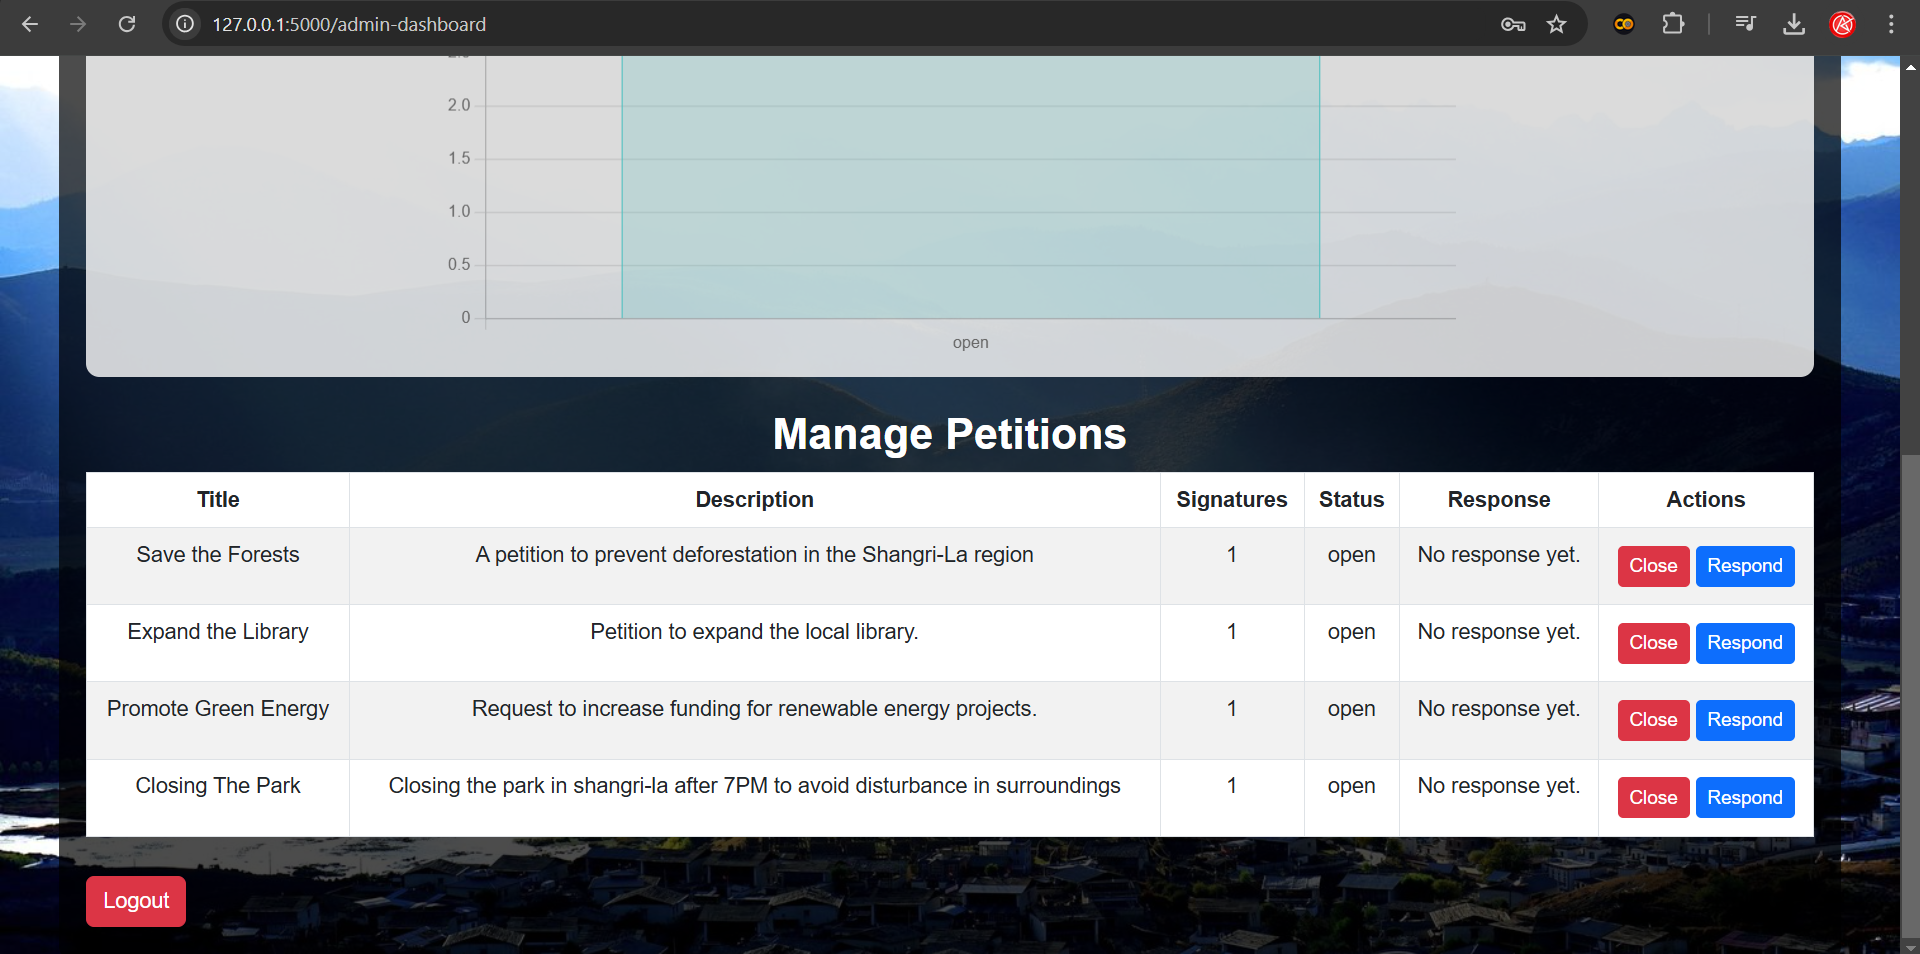 127.0.0.1:5000/admin-dashboard
2.0
1.5
1.0
0.5
0
open
Manage Petitions
Title Description Signatures Status Response Actions
Save the Forests A petition to prevent deforestation in the Shangri-La region 1 open No response yet. Close Respond
Expand the Library Petition to expand the local library. 1 open No response yet. Close Respond
Promote Green Energy Request to increase funding for renewable energy projects. 1 open No response yet. Close Respond
Closing The Park Closing the park in shangri-la after 7PM to avoid disturbance in surroundings 1 open No response yet. Close Respond
Logout